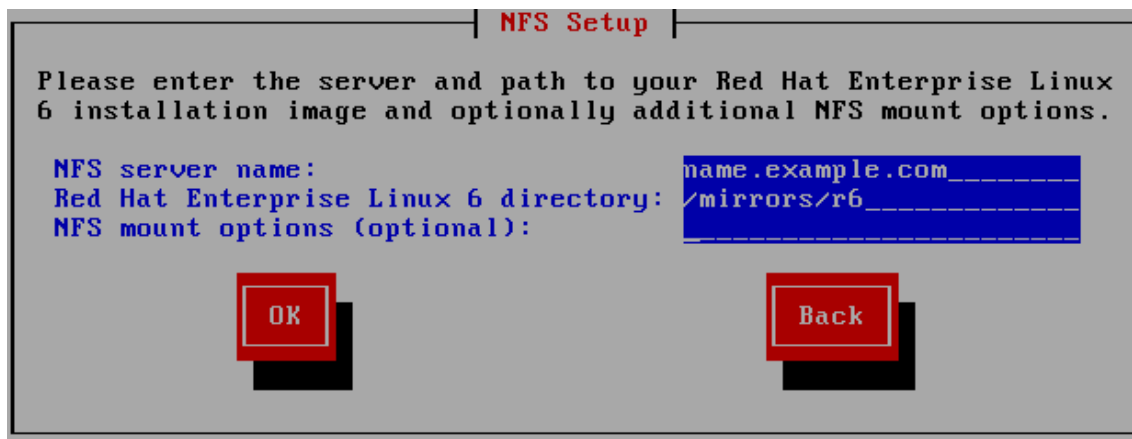 NFS Setup
Please enter the server and path to your Red Hat Enterprise Linux
6 installation image and optionally additional NFS mount options.
NFS server name: name.example.com________
Red Hat Enterprise Linux 6 directory: /mirrors/r6_____________
NFS mount options (optional): ________________________
OK Back